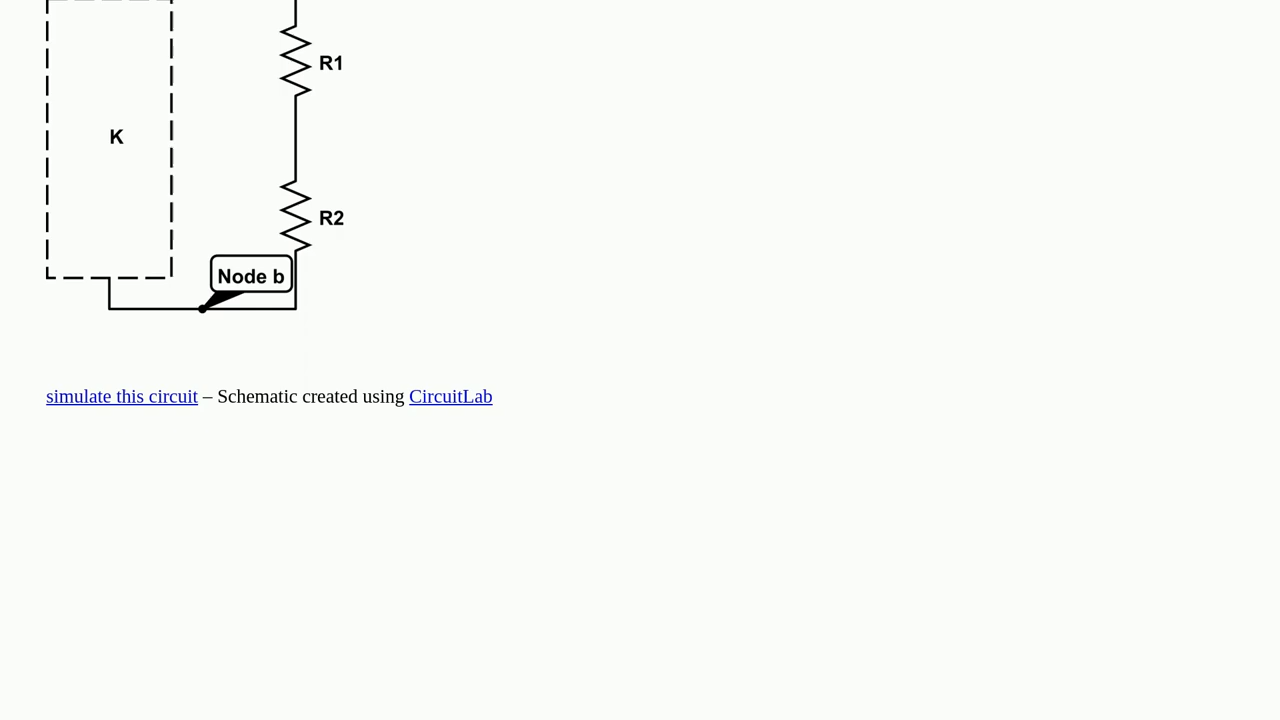 R1
K
R2
Node b
simulate this circuit – Schematic created using CircuitLab